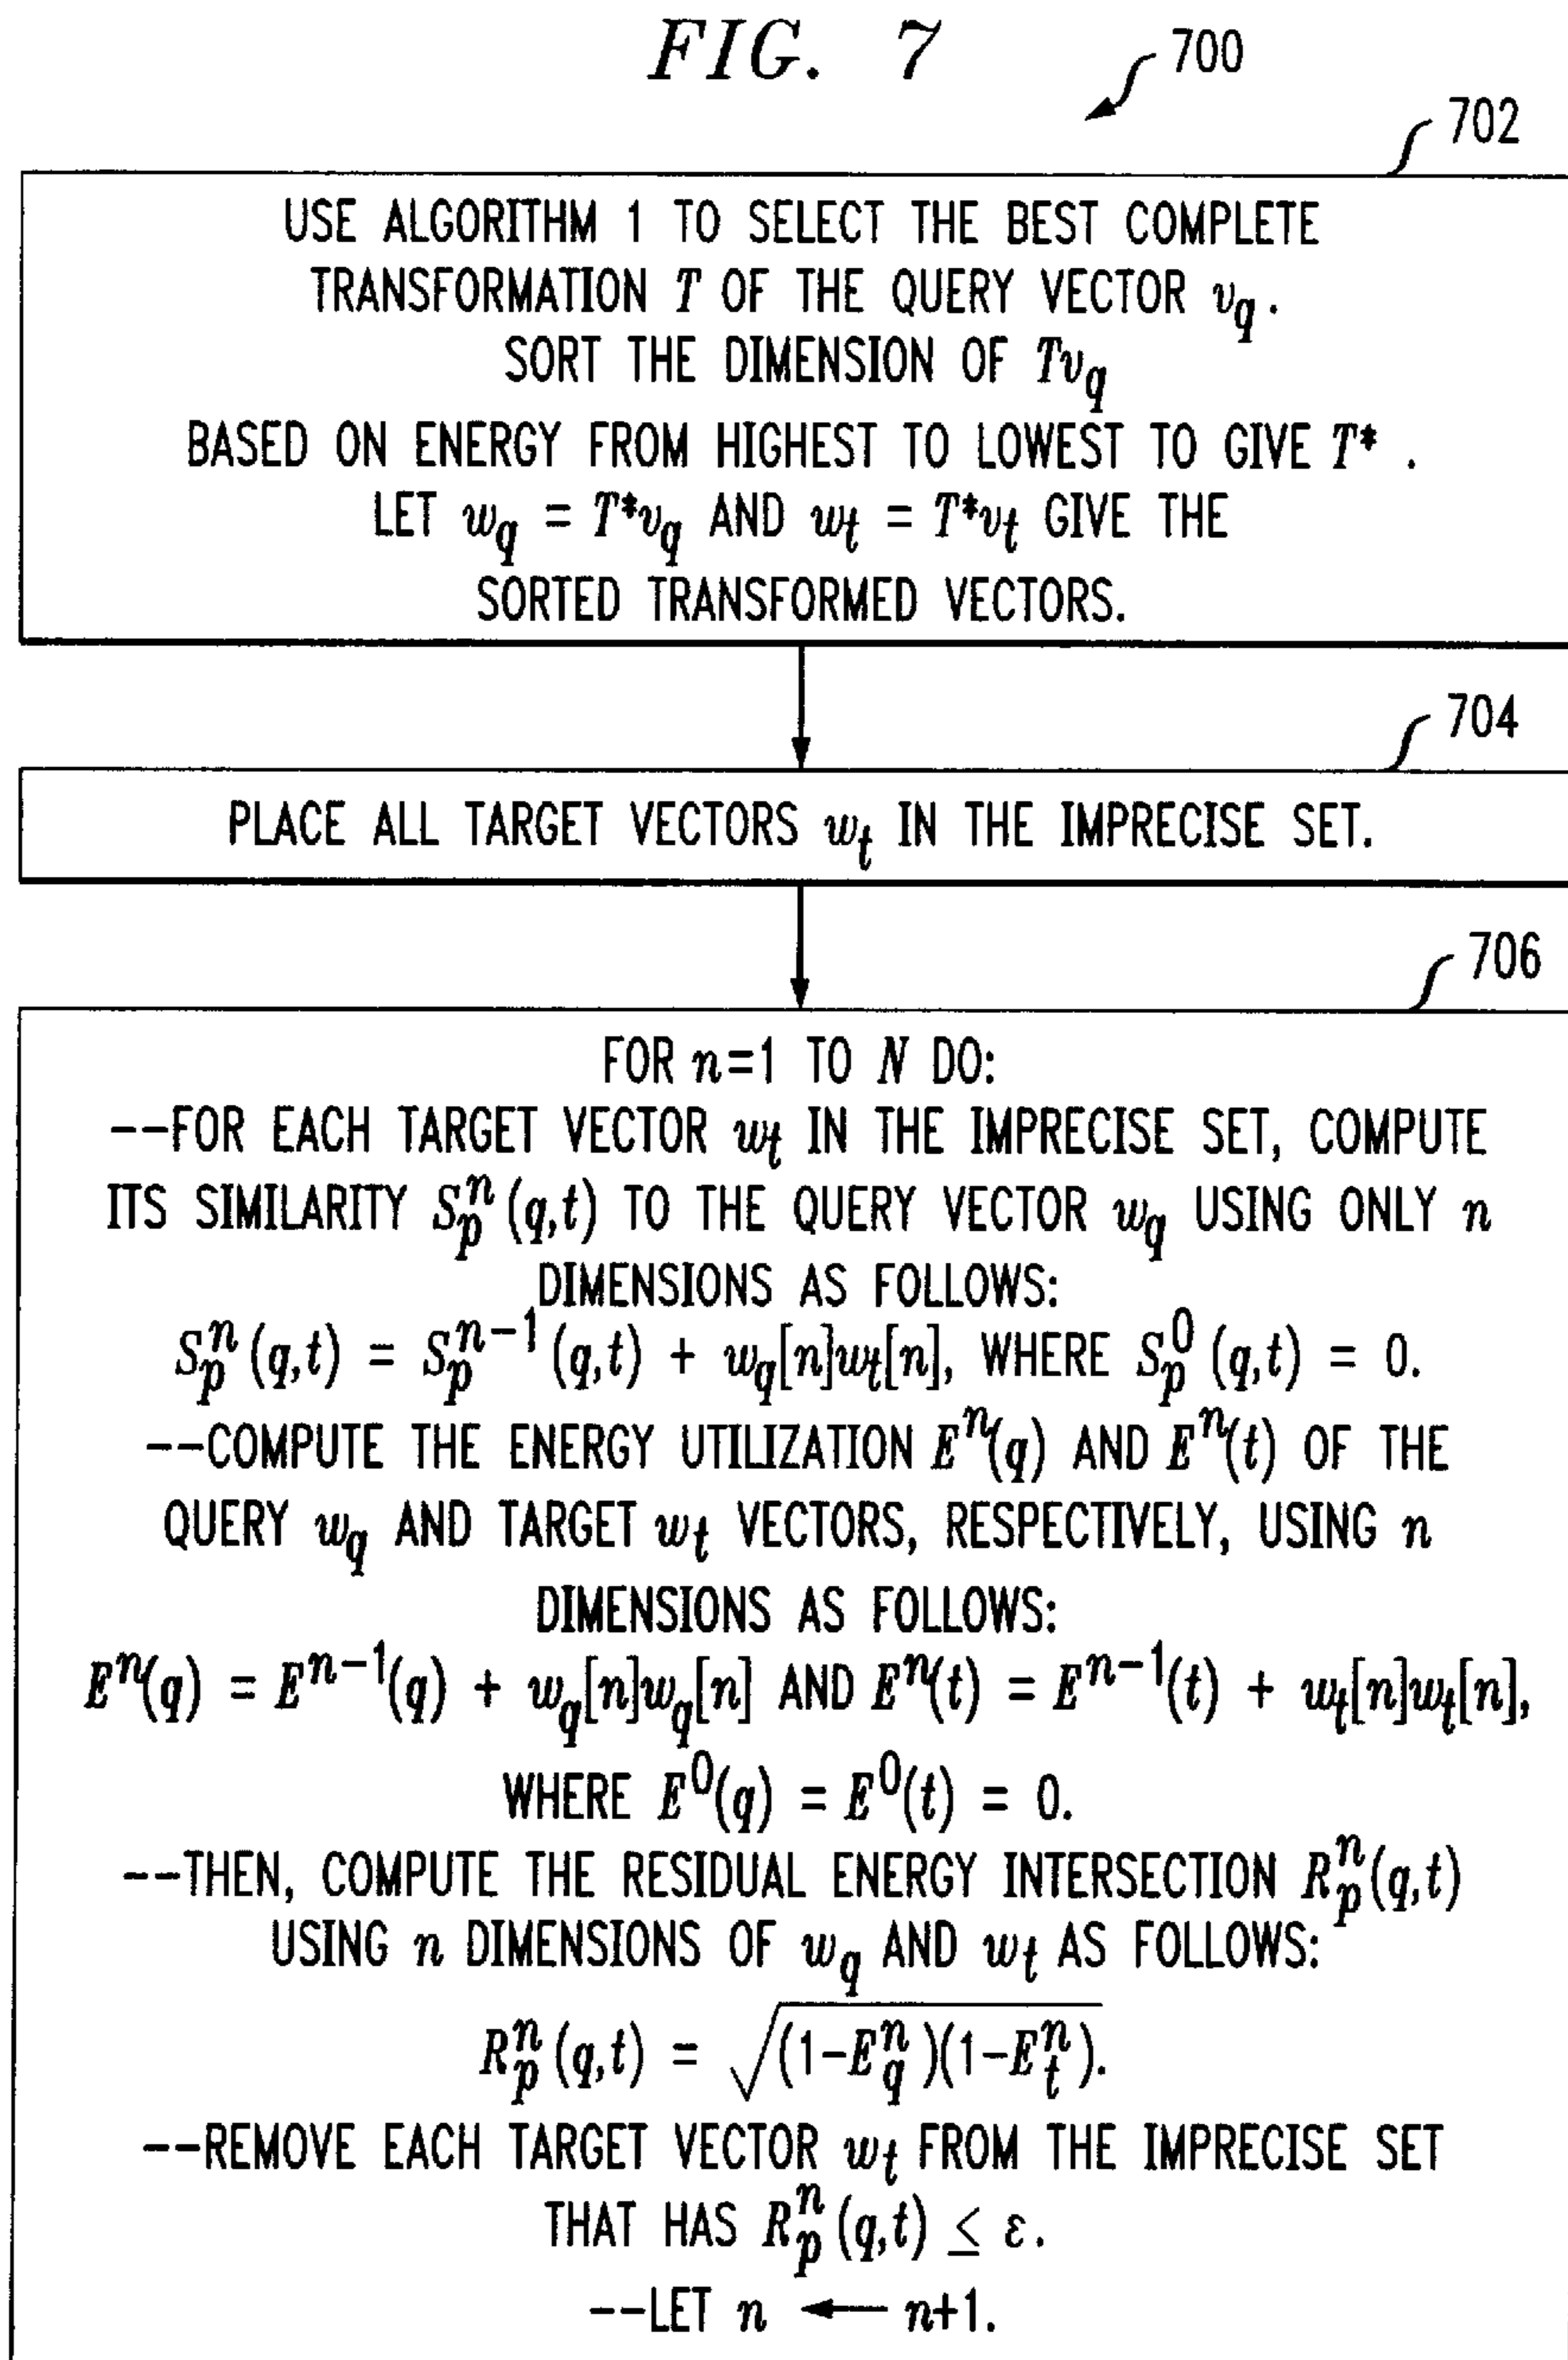 FIG. 7
700
702
USE ALGORITHM 1 TO SELECT THE BEST COMPLETE
TRANSFORMATION T OF THE QUERY VECTOR v_q.
SORT THE DIMENSION OF Tv_q
BASED ON ENERGY FROM HIGHEST TO LOWEST TO GIVE T* .
LET w_q = T*v_q AND w_t = T*v_t GIVE THE
SORTED TRANSFORMED VECTORS.
704
PLACE ALL TARGET VECTORS w_t IN THE IMPRECISE SET.
706
FOR n=1 TO N DO:
--FOR EACH TARGET VECTOR w_t IN THE IMPRECISE SET, COMPUTE
ITS SIMILARITY S_p^n(q,t) TO THE QUERY VECTOR w_q USING ONLY n
DIMENSIONS AS FOLLOWS:
S_p^n(q,t) = S_p^{n-1}(q,t) + w_q[n]w_t[n], WHERE S_p^0(q,t) = 0.
--COMPUTE THE ENERGY UTILIZATION E^n(q) AND E^n(t) OF THE
QUERY w_q AND TARGET w_t VECTORS, RESPECTIVELY, USING n
DIMENSIONS AS FOLLOWS:
E^n(q) = E^{n-1}(q) + w_q[n]w_q[n] AND E^n(t) = E^{n-1}(t) + w_t[n]w_t[n],
WHERE E^0(q) = E^0(t) = 0.
--THEN, COMPUTE THE RESIDUAL ENERGY INTERSECTION R_p^n(q,t)
USING n DIMENSIONS OF w_q AND w_t AS FOLLOWS:
R_p^n(q,t) = √(1-E_q^n)(1-E_t^n).
--REMOVE EACH TARGET VECTOR w_t FROM THE IMPRECISE SET
THAT HAS R_p^n(q,t) ≤ ε.
--LET n ← n+1.